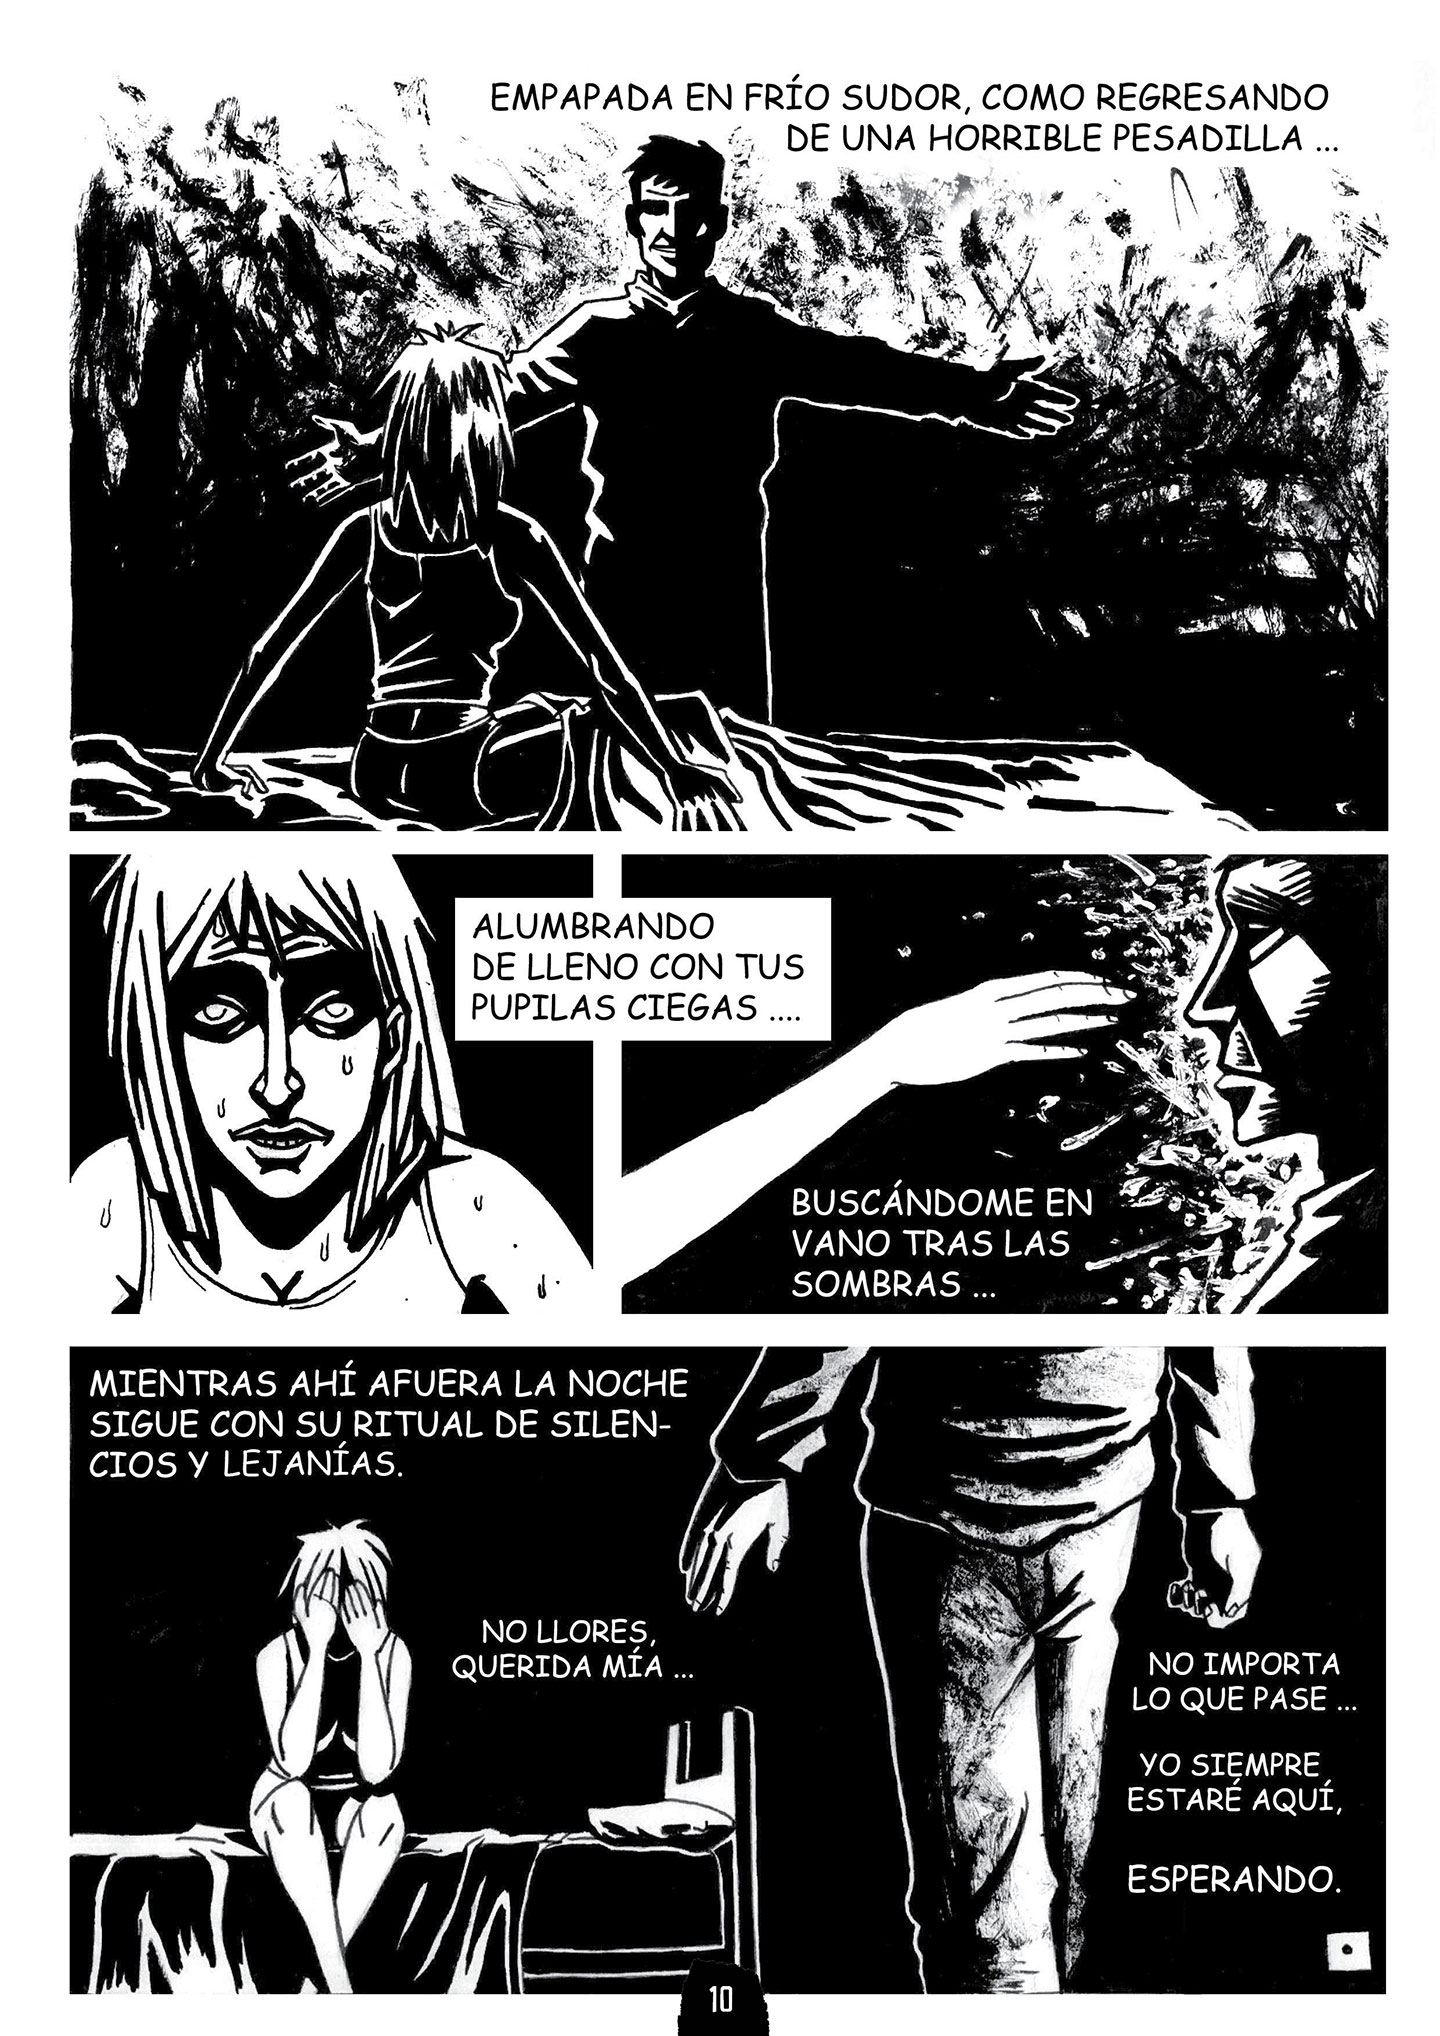 EMPAPADA EN FRÍO SUDOR, COMO REGRESANDO
DE UNA HORRIBLE PESADILLA ...
ALUMBRANDO
DE LLENO CON TUS
PUPILAS CIEGAS ....
BUSCÁNDOME EN
VANO TRAS LAS
SOMBRAS ...
MIENTRAS AHÍ AFUERA LA NOCHE
SIGUE CON SU RITUAL DE SILEN-
CIOS Y LEJANÍAS.
NO LLORES,
QUERIDA MÍA ...
NO IMPORTA
LO QUE PASE ...
YO SIEMPRE
ESTARÉ AQUÍ,
ESPERANDO.
10